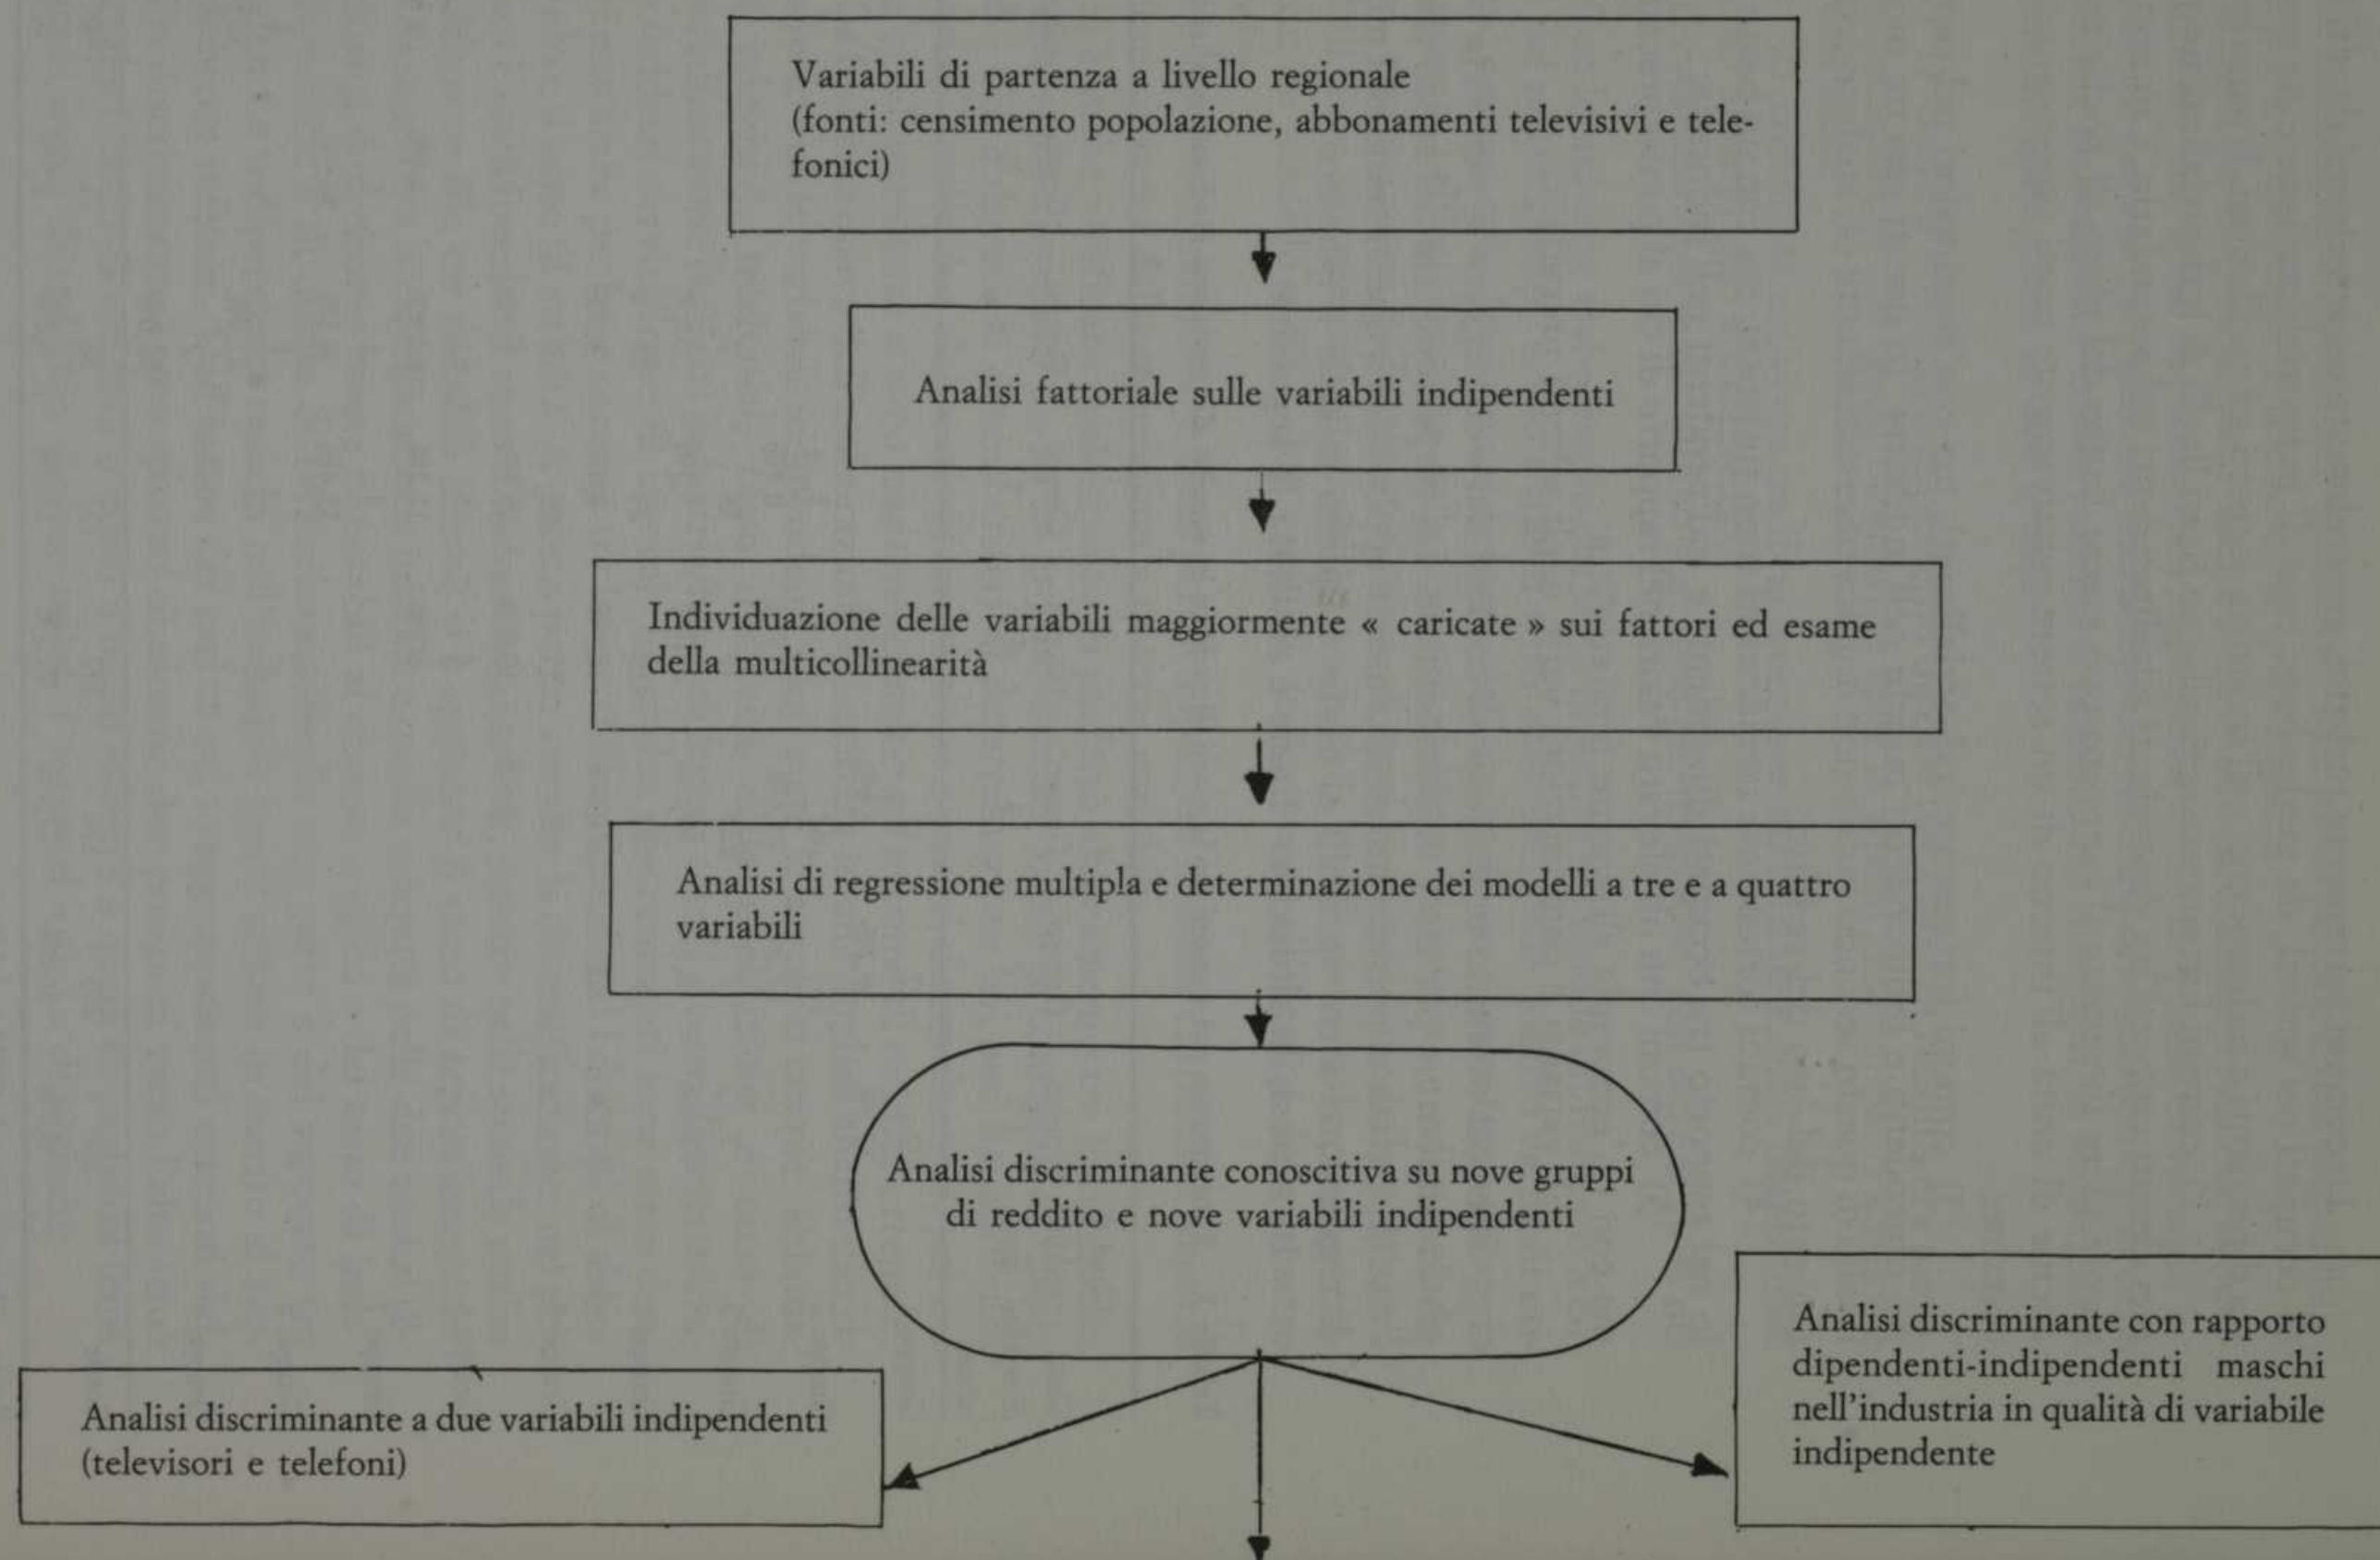 Variabili di partenza a livello regionale
(fonti: censimento popolazione, abbonamenti televisivi e tele-
fonici)
Analisi fattoriale sulle variabili indipendenti
Individuazione delle variabili maggiormente « caricate » sui fattori ed esame
della multicollinearità
Analisi di regressione multipla e determinazione dei modelli a tre e a quattro
variabili
Analisi discriminante conoscitiva su nove gruppi
di reddito e nove variabili indipendenti
Analisi discriminante a due variabili indipendenti
(televisori e telefoni)
Analisi discriminante con rapporto
dipendenti-indipendenti maschi
nell'industria in qualità di variabile
indipendente